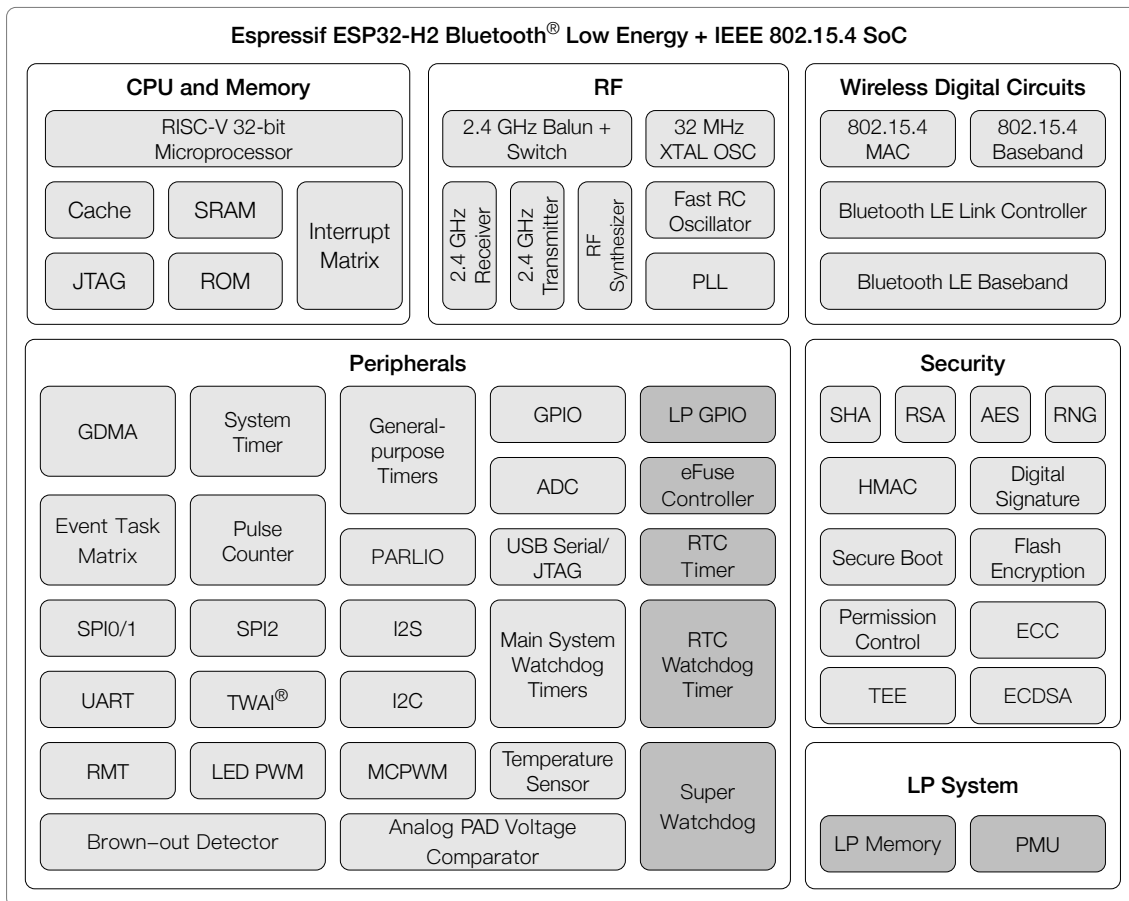 Espressif ESP32-H2 Bluetooth® Low Energy + IEEE 802.15.4 SoC
CPU and Memory
RISC-V 32-bit
Microprocessor
Cache
SRAM
Interrupt
Matrix
JTAG
ROM
RF
2.4 GHz Balun +
Switch
32 MHz
XTAL OSC
2.4 GHz
Receiver
2.4 GHz
Transmitter
RF
Synthesizer
Fast RC
Oscillator
PLL
Wireless Digital Circuits
802.15.4
MAC
802.15.4
Baseband
Bluetooth LE Link Controller
Bluetooth LE Baseband
Peripherals
GDMA
System
Timer
General-
purpose
Timers
GPIO
LP GPIO
ADC
eFuse
Controller
Event Task
Matrix
Pulse
Counter
PARLIO
USB Serial/
JTAG
RTC
Timer
SPI0/1
SPI2
I2S
Main System
Watchdog
Timers
RTC
Watchdog
Timer
UART
TWAI®
I2C
RMT
LED PWM
MCPWM
Temperature
Sensor
Super
Watchdog
Brown-out Detector
Analog PAD Voltage
Comparator
Security
SHA
RSA
AES
RNG
HMAC
Digital
Signature
Secure Boot
Flash
Encryption
Permission
Control
ECC
TEE
ECDSA
LP System
LP Memory
PMU